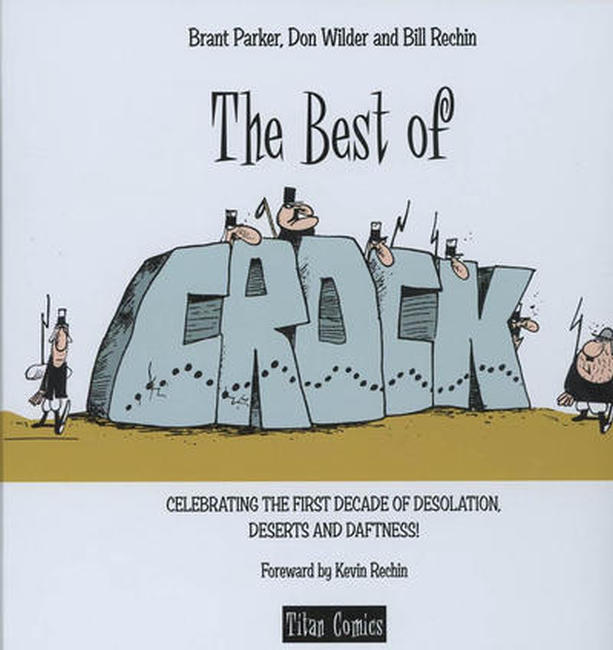 Brant Parker, Don Wilder and Bill Rechin
The Best of
CROCK
CELEBRATING THE FIRST DECADE OF DESOLATION,
DESERTS AND DAFTNESS!
Foreward by Kevin Rechin
Titan Comics